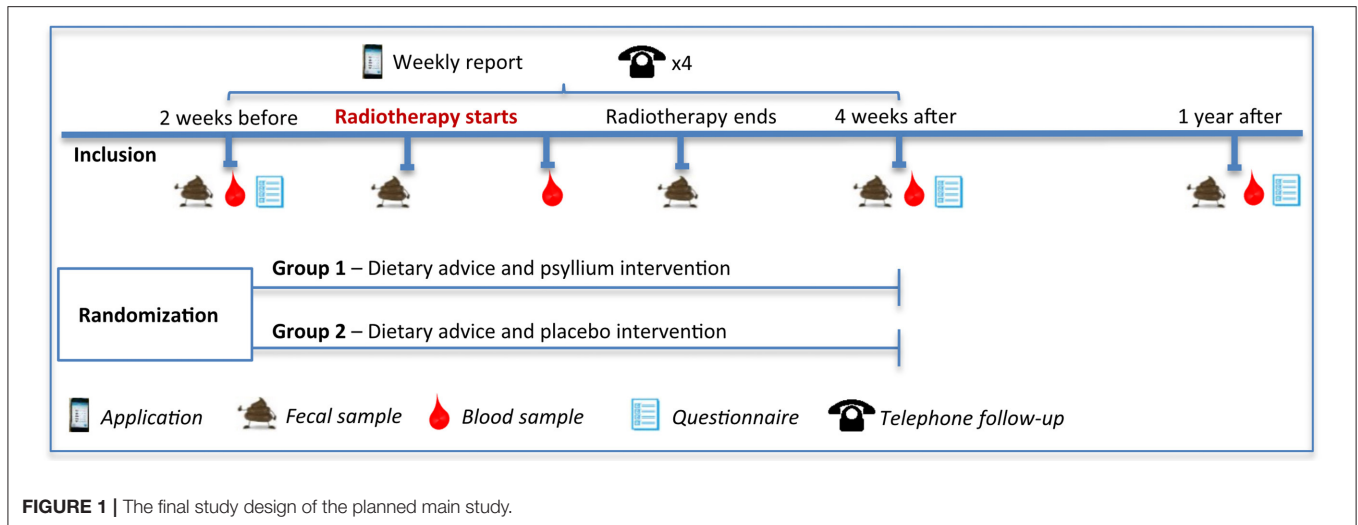 Weekly report x4
2 weeks before Radiotherapy starts Radiotherapy ends 4 weeks after 1 year after
Inclusion
Group 1 – Dietary advice and psyllium intervention
Randomization
Group 2 – Dietary advice and placebo intervention
Application Fecal sample Blood sample Questionnaire Telephone follow-up
FIGURE 1 | The final study design of the planned main study.